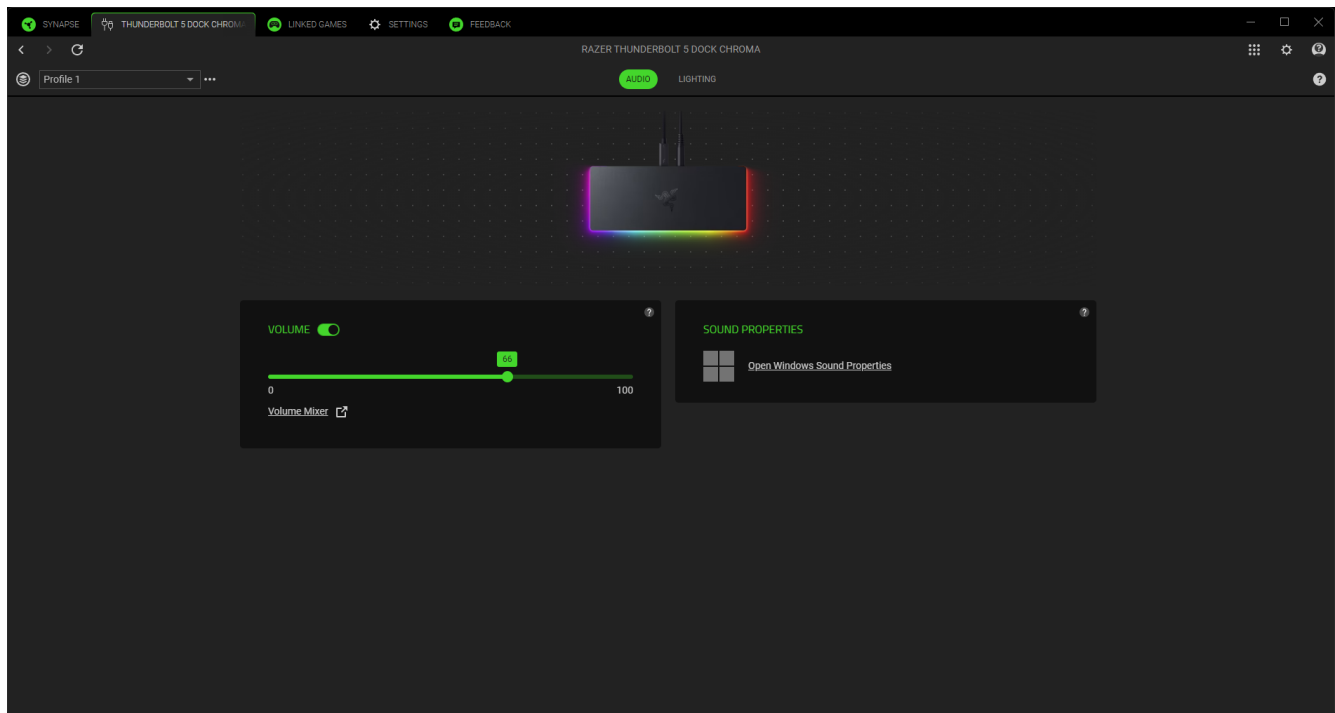 SYNAPSE
THUNDERBOLT 5 DOCK CHROMA
LINKED GAMES
SETTINGS
FEEDBACK
RAZER THUNDERBOLT 5 DOCK CHROMA
Profile 1
AUDIO
LIGHTING
VOLUME
66
0
100
Volume Mixer
SOUND PROPERTIES
Open Windows Sound Properties